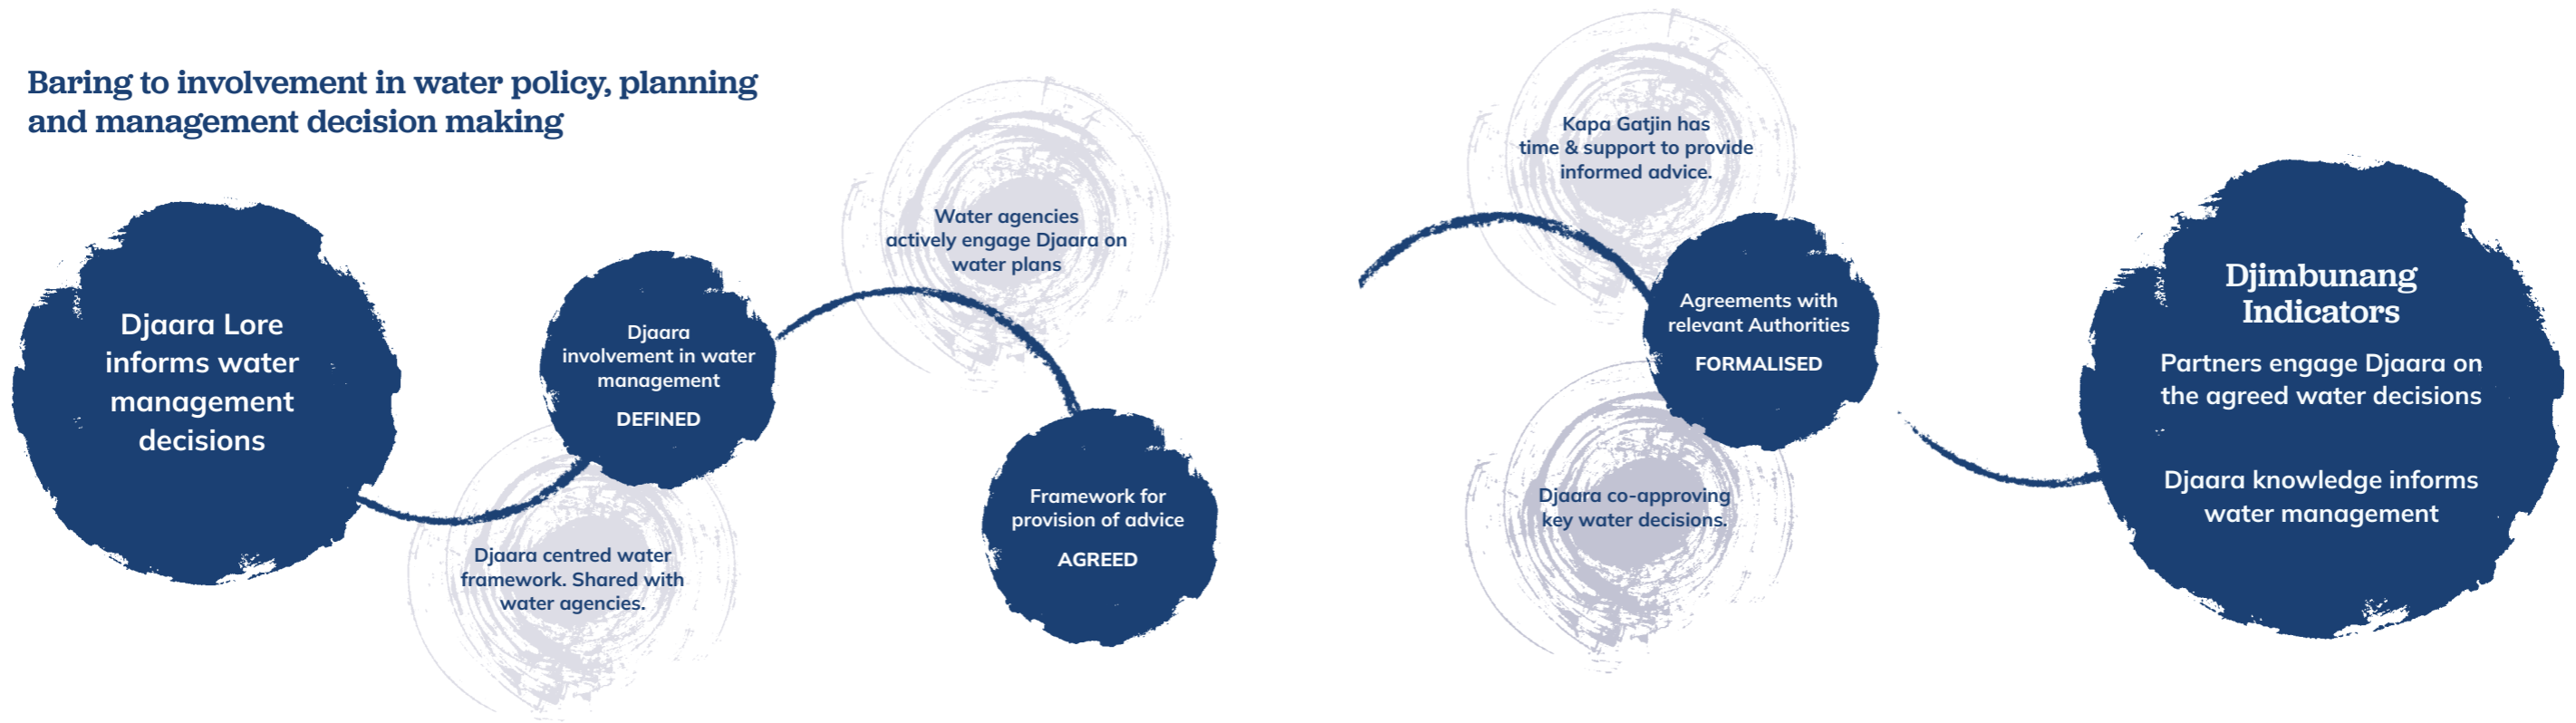 Baring to involvement in water policy, planning
and management decision making
Djaara Lore
informs water
management
decisions
Djaara
involvement in water
management
DEFINED
Djaara centred water
framework. Shared with
water agencies.
Water agencies
actively engage Djaara on
water plans
Framework for
provision of advice
AGREED
Kapa Gatjin has
time & support to provide
informed advice.
Agreements with
relevant Authorities
FORMALISED
Djaara co-approving
key water decisions.
Djimbunang
Indicators
Partners engage Djaara on
the agreed water decisions
Djaara knowledge informs
water management